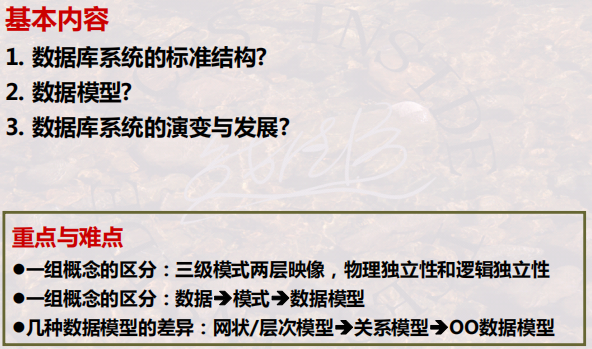 基本内容
1. 数据库系统的标准结构?
2. 数据模型?
3. 数据库系统的演变与发展?
重点与难点
●一组概念的区分：三级模式两层映像，物理独立性和逻辑独立性
●一组概念的区分：数据➔模式➔数据模型
●几种数据模型的差异：网状/层次模型➔关系模型➔OO数据模型